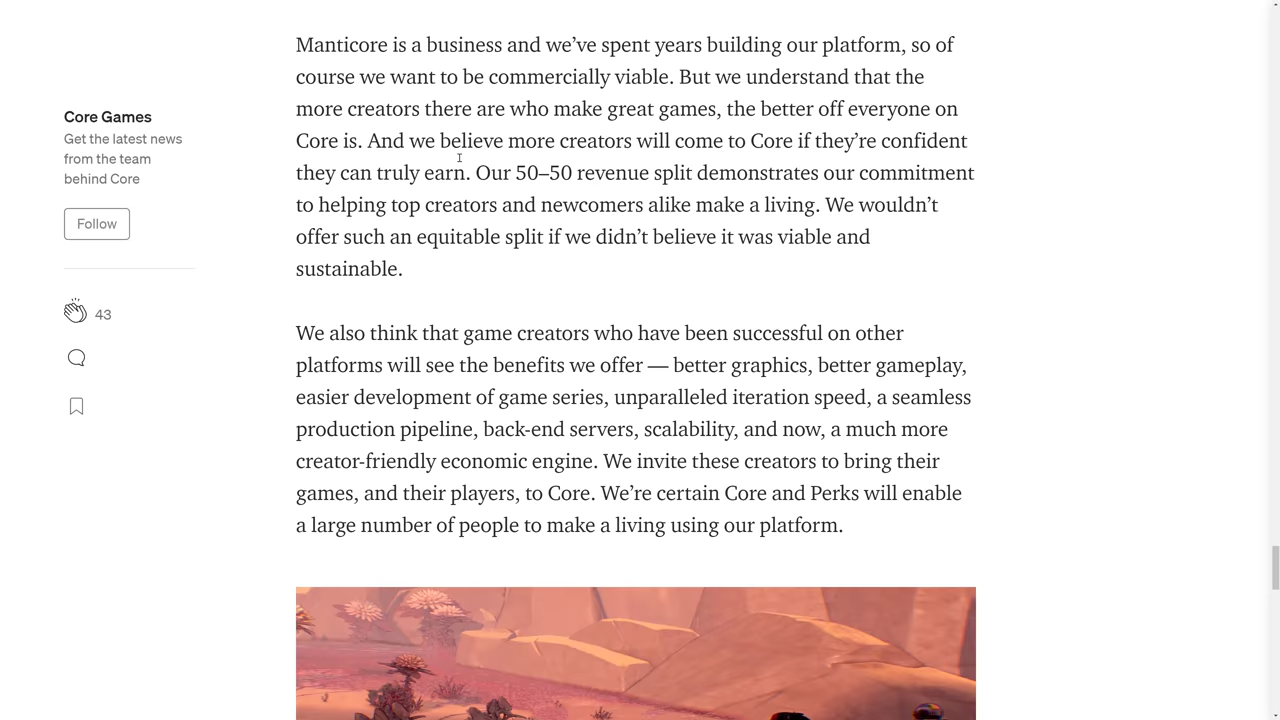 Core Games
Get the latest news
from the team
behind Core
Follow
43
Manticore is a business and we’ve spent years building our platform, so of
course we want to be commercially viable. But we understand that the
more creators there are who make great games, the better off everyone on
Core is. And we believe more creators will come to Core if they’re confident
they can truly earn. Our 50–50 revenue split demonstrates our commitment
to helping top creators and newcomers alike make a living. We wouldn’t
offer such an equitable split if we didn’t believe it was viable and
sustainable.
We also think that game creators who have been successful on other
platforms will see the benefits we offer — better graphics, better gameplay,
easier development of game series, unparalleled iteration speed, a seamless
production pipeline, back-end servers, scalability, and now, a much more
creator-friendly economic engine. We invite these creators to bring their
games, and their players, to Core. We’re certain Core and Perks will enable
a large number of people to make a living using our platform.